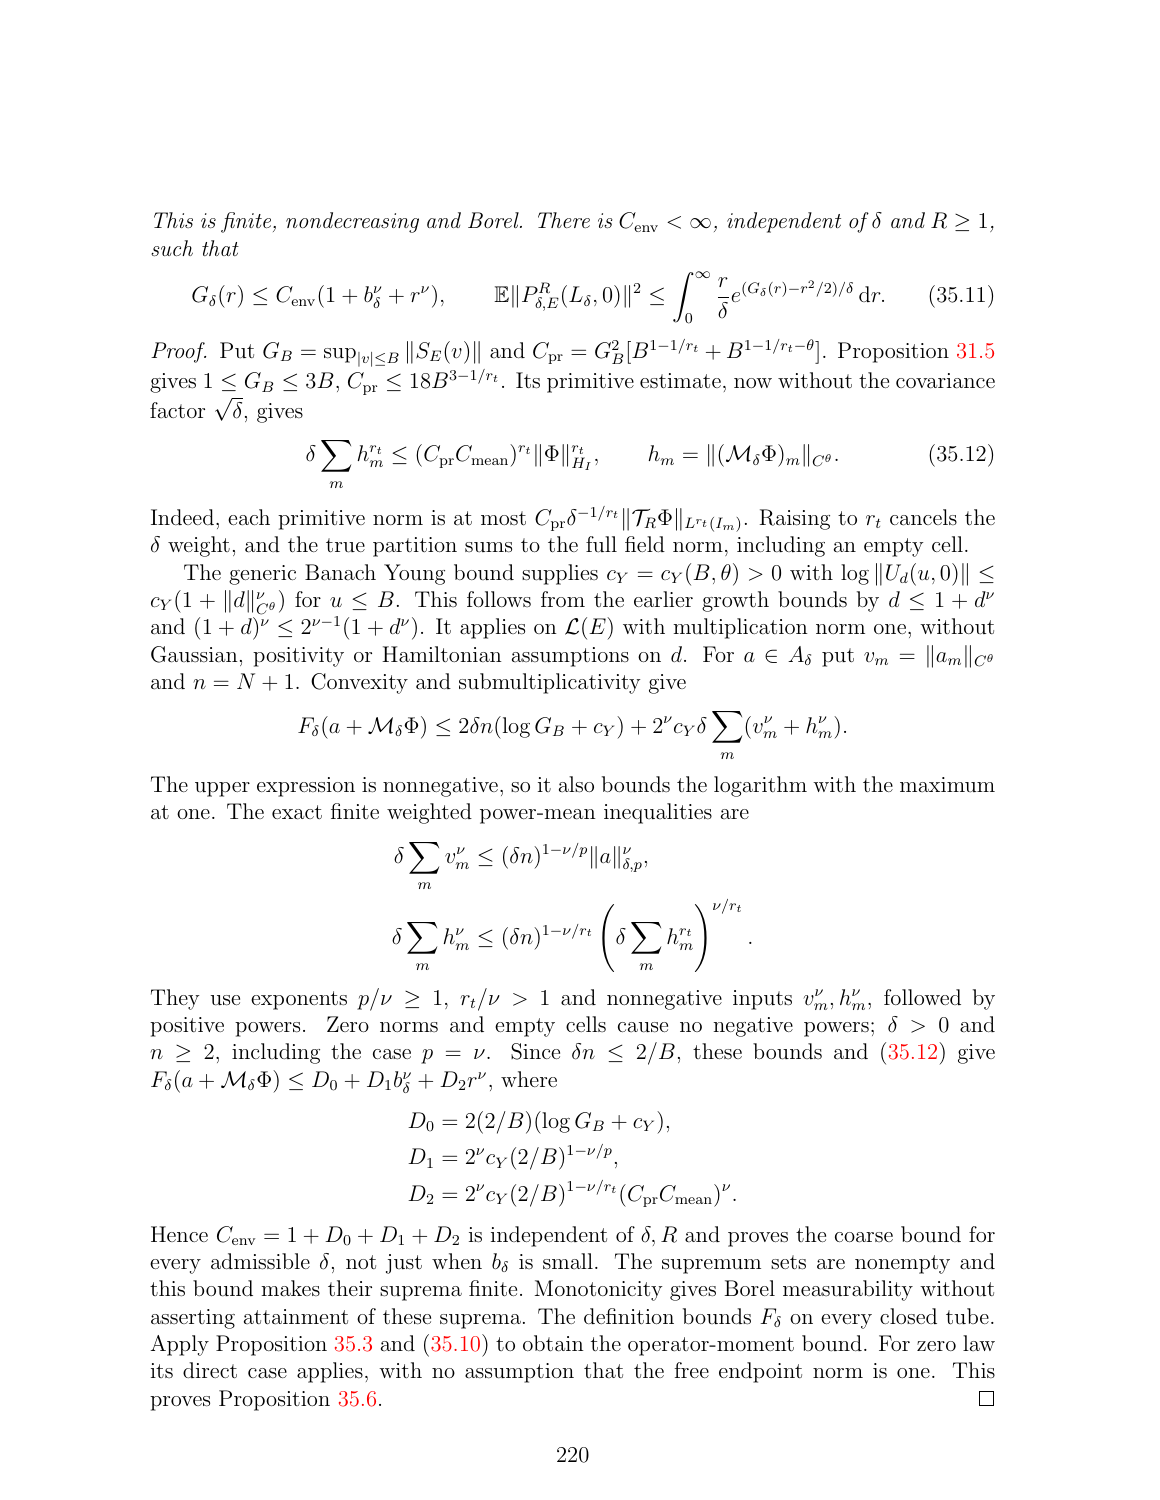 This is finite, nondecreasing and Borel. There is C_env < ∞, independent of δ and R ≥ 1,
such that
G_δ(r) ≤ C_env(1 + b_δ^ν + r^ν), 𝔼‖P_{δ,E}^R(L_δ, 0)‖² ≤ ∫_0^∞ (r/δ) e^{(G_δ(r)−r²/2)/δ} dr. (35.11)
Proof. Put G_B = sup_{|v|≤B} ‖S_E(v)‖ and C_pr = G_B²[B^{1−1/r_t} + B^{1−1/r_t−θ}]. Proposition 31.5
gives 1 ≤ G_B ≤ 3B, C_pr ≤ 18B^{3−1/r_t}. Its primitive estimate, now without the covariance
factor √δ, gives
δ ∑_m h_m^{r_t} ≤ (C_pr C_mean)^{r_t} ‖Φ‖_{H_I}^{r_t}, h_m = ‖(ℳ_δΦ)_m‖_{C^θ}. (35.12)
Indeed, each primitive norm is at most C_pr δ^{−1/r_t} ‖𝒯_RΦ‖_{L^{r_t}(I_m)}. Raising to r_t cancels the
δ weight, and the true partition sums to the full field norm, including an empty cell.
The generic Banach Young bound supplies c_Y = c_Y(B, θ) > 0 with log ‖U_d(u, 0)‖ ≤
c_Y(1 + ‖d‖_{C^θ}^ν) for u ≤ B. This follows from the earlier growth bounds by d ≤ 1 + d^ν
and (1 + d)^ν ≤ 2^{ν−1}(1 + d^ν). It applies on ℒ(E) with multiplication norm one, without
Gaussian, positivity or Hamiltonian assumptions on d. For a ∈ A_δ put v_m = ‖a_m‖_{C^θ}
and n = N + 1. Convexity and submultiplicativity give
F_δ(a + ℳ_δΦ) ≤ 2δn(log G_B + c_Y) + 2^ν c_Y δ ∑_m (v_m^ν + h_m^ν).
The upper expression is nonnegative, so it also bounds the logarithm with the maximum
at one. The exact finite weighted power-mean inequalities are
δ ∑_m v_m^ν ≤ (δn)^{1−ν/p} ‖a‖_{δ,p}^ν,
δ ∑_m h_m^ν ≤ (δn)^{1−ν/r_t} (δ ∑_m h_m^{r_t})^{ν/r_t}.
They use exponents p/ν ≥ 1, r_t/ν > 1 and nonnegative inputs v_m^ν, h_m^ν, followed by
positive powers. Zero norms and empty cells cause no negative powers; δ > 0 and
n ≥ 2, including the case p = ν. Since δn ≤ 2/B, these bounds and (35.12) give
F_δ(a + ℳ_δΦ) ≤ D_0 + D_1 b_δ^ν + D_2 r^ν, where
D_0 = 2(2/B)(log G_B + c_Y),
D_1 = 2^ν c_Y (2/B)^{1−ν/p},
D_2 = 2^ν c_Y (2/B)^{1−ν/r_t} (C_pr C_mean)^ν.
Hence C_env = 1 + D_0 + D_1 + D_2 is independent of δ, R and proves the coarse bound for
every admissible δ, not just when b_δ is small. The supremum sets are nonempty and
this bound makes their suprema finite. Monotonicity gives Borel measurability without
asserting attainment of these suprema. The definition bounds F_δ on every closed tube.
Apply Proposition 35.3 and (35.10) to obtain the operator-moment bound. For zero law
its direct case applies, with no assumption that the free endpoint norm is one. This
proves Proposition 35.6. □
220